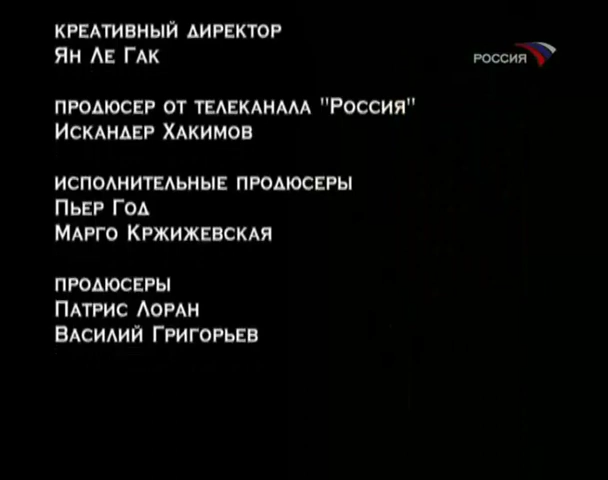 КРЕАТИВНЫЙ ДИРЕКТОР
ЯН ЛЕ ГАК
РОССИЯ
ПРОДЮСЕР ОТ ТЕЛЕКАНАЛА "РОССИЯ"
ИСКАНДЕР ХАКИМОВ
ИСПОЛНИТЕЛЬНЫЕ ПРОДЮСЕРЫ
ПЬЕР ГОД
МАРГО КРЖИЖЕВСКАЯ
ПРОДЮСЕРЫ
ПАТРИС ЛОРАН
ВАСИЛИЙ ГРИГОРЬЕВ